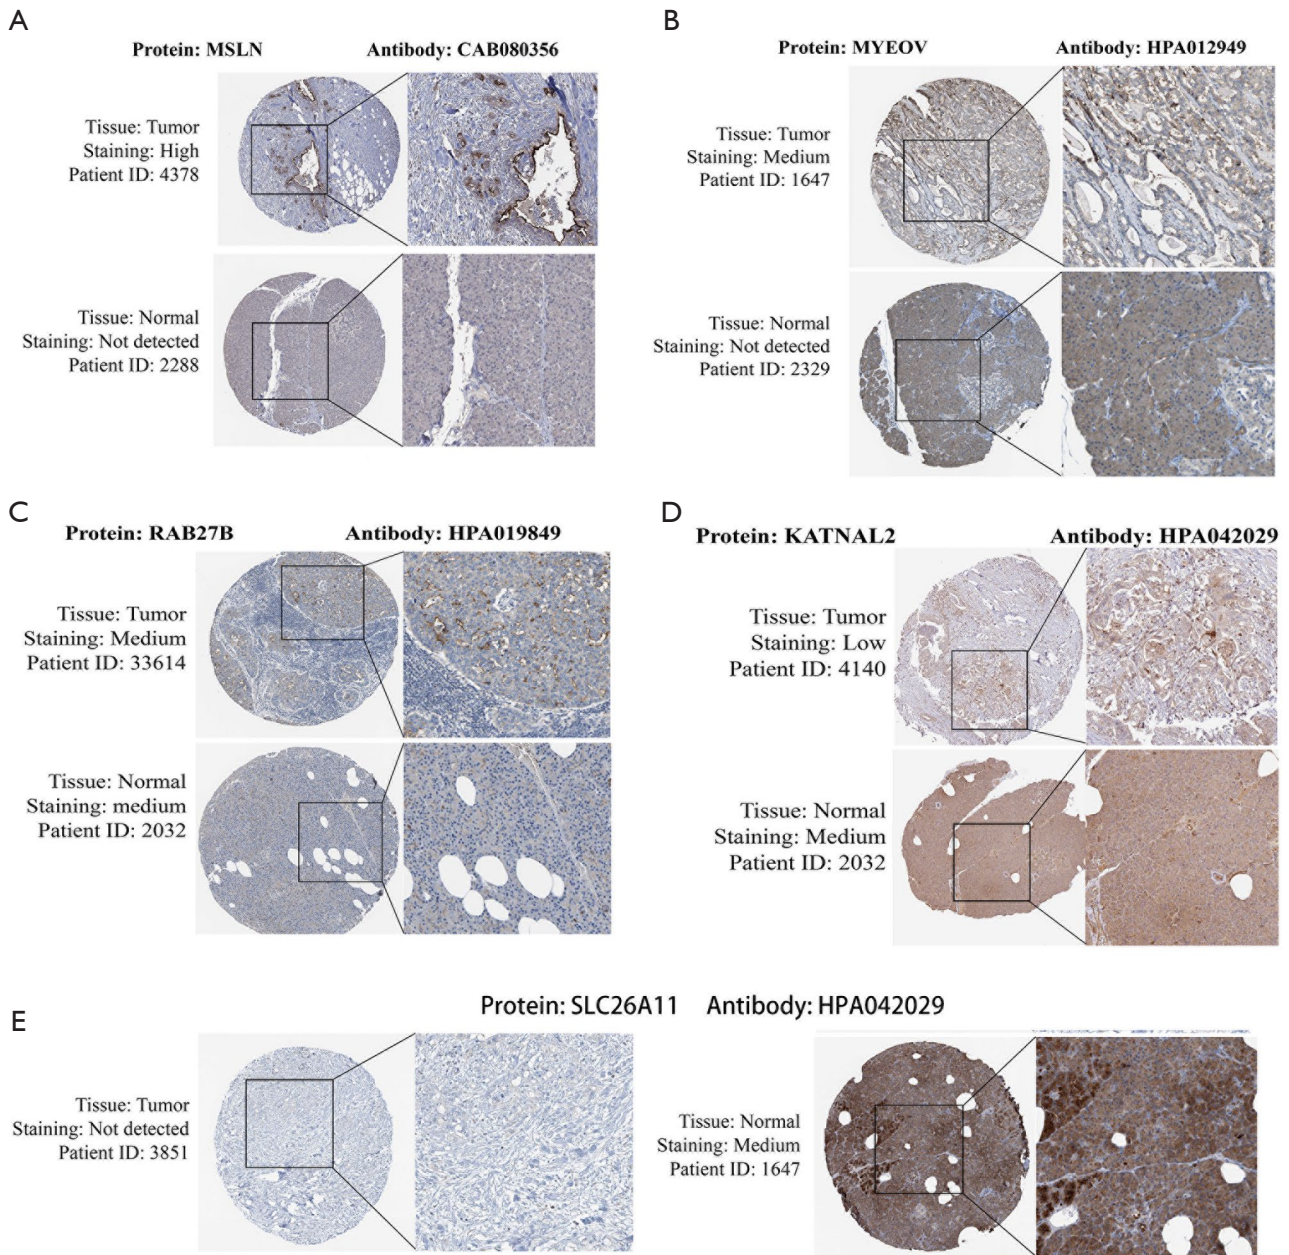 A
Protein: MSLN
Antibody: CAB080356
Tissue: Tumor
Staining: High
Patient ID: 4378
Tissue: Normal
Staining: Not detected
Patient ID: 2288
B
Protein: MYEOV
Antibody: HPA012949
Tissue: Tumor
Staining: Medium
Patient ID: 1647
Tissue: Normal
Staining: Not detected
Patient ID: 2329
C
Protein: RAB27B
Antibody: HPA019849
Tissue: Tumor
Staining: Medium
Patient ID: 33614
Tissue: Normal
Staining: medium
Patient ID: 2032
D
Protein: KATNAL2
Antibody: HPA042029
Tissue: Tumor
Staining: Low
Patient ID: 4140
Tissue: Normal
Staining: Medium
Patient ID: 2032
E
Protein: SLC26A11
Antibody: HPA042029
Tissue: Tumor
Staining: Not detected
Patient ID: 3851
Tissue: Normal
Staining: Medium
Patient ID: 1647